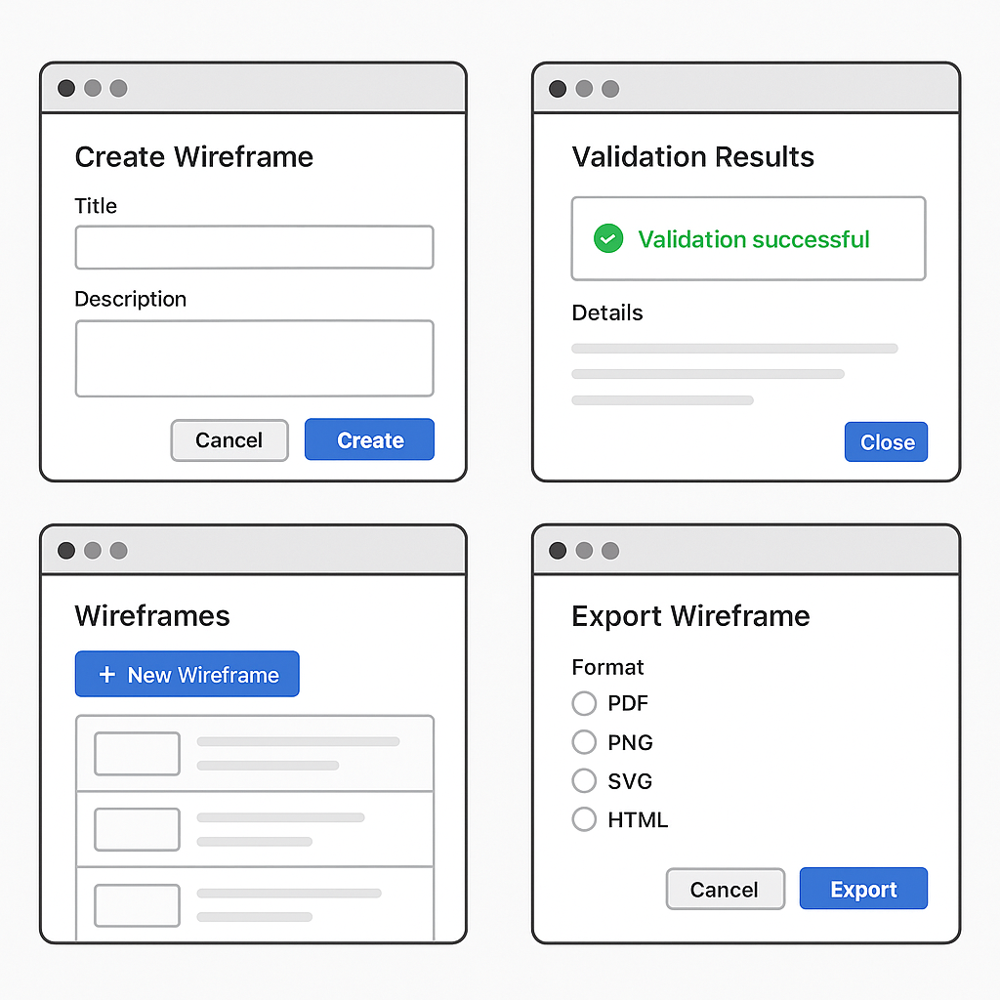 Create Wireframe
Title
Description
Cancel
Create
Validation Results
Validation successful
Details
Close
Wireframes
+ New Wireframe
Export Wireframe
Format
PDF
PNG
SVG
HTML
Cancel
Export